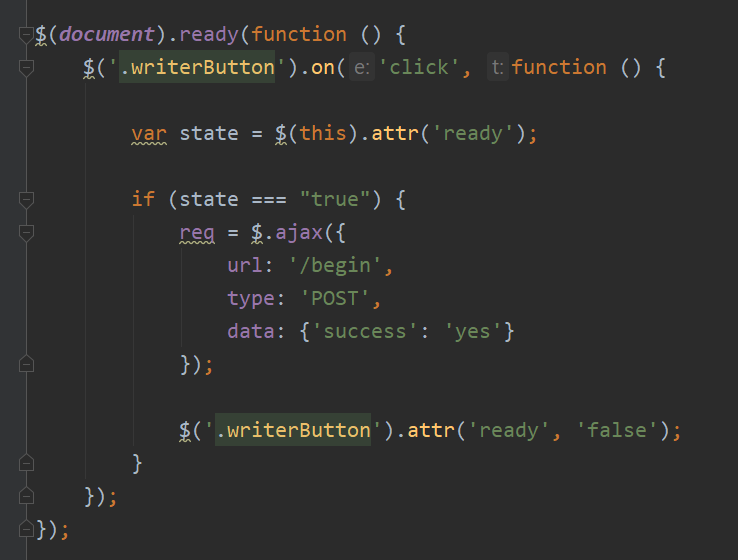 $(document).ready(function () {
    $('.writerButton').on( e: 'click', t: function () {
        var state = $(this).attr('ready');
        if (state === "true") {
            req = $.ajax({
                url: '/begin',
                type: 'POST',
                data: {'success': 'yes'}
            });
            $('.writerButton').attr('ready', 'false');
        }
    });
});